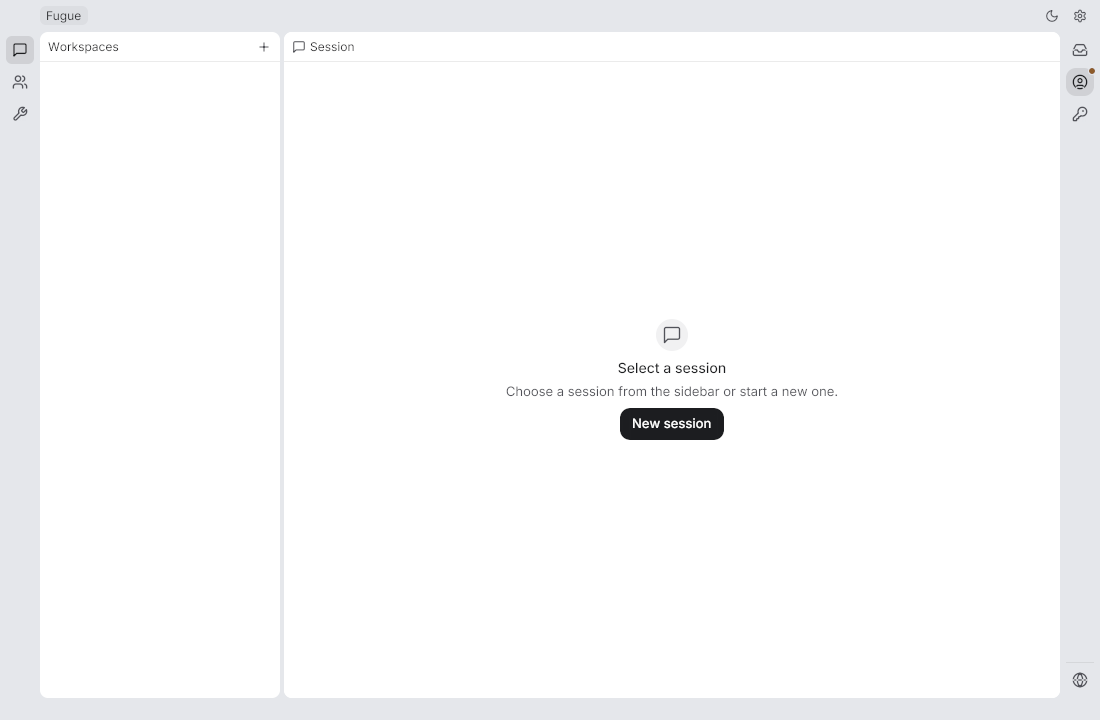 Fugue
Workspaces
Session
Select a session
Choose a session from the sidebar or start a new one.
New session